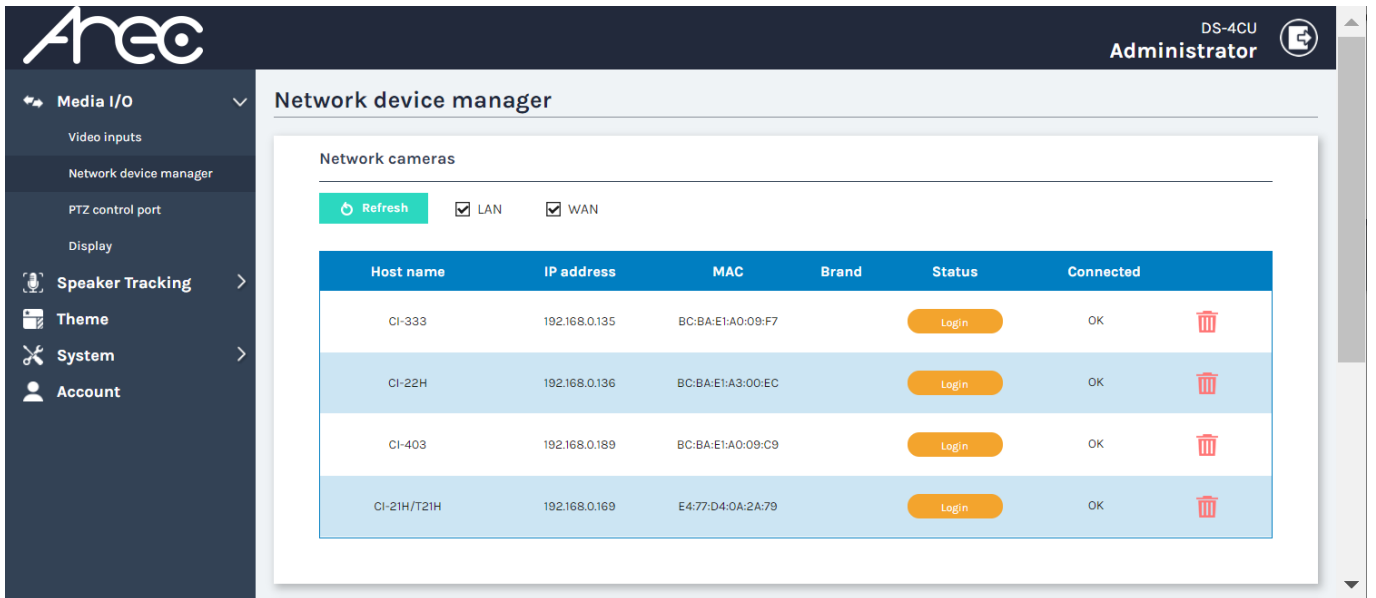 Arec
DS-4CU
Administrator
Media I/O
Video inputs
Network device manager
PTZ control port
Display
Speaker Tracking
Theme
System
Account
Network device manager
Network cameras
Refresh LAN WAN
Host name IP address MAC Brand Status Connected
CI-333 192.168.0.135 BC:BA:E1:A0:09:F7 Login OK
CI-22H 192.168.0.136 BC:BA:E1:A3:00:EC Login OK
CI-403 192.168.0.189 BC:BA:E1:A0:09:C9 Login OK
CI-21H/T21H 192.168.0.169 E4:77:D4:0A:2A:79 Login OK